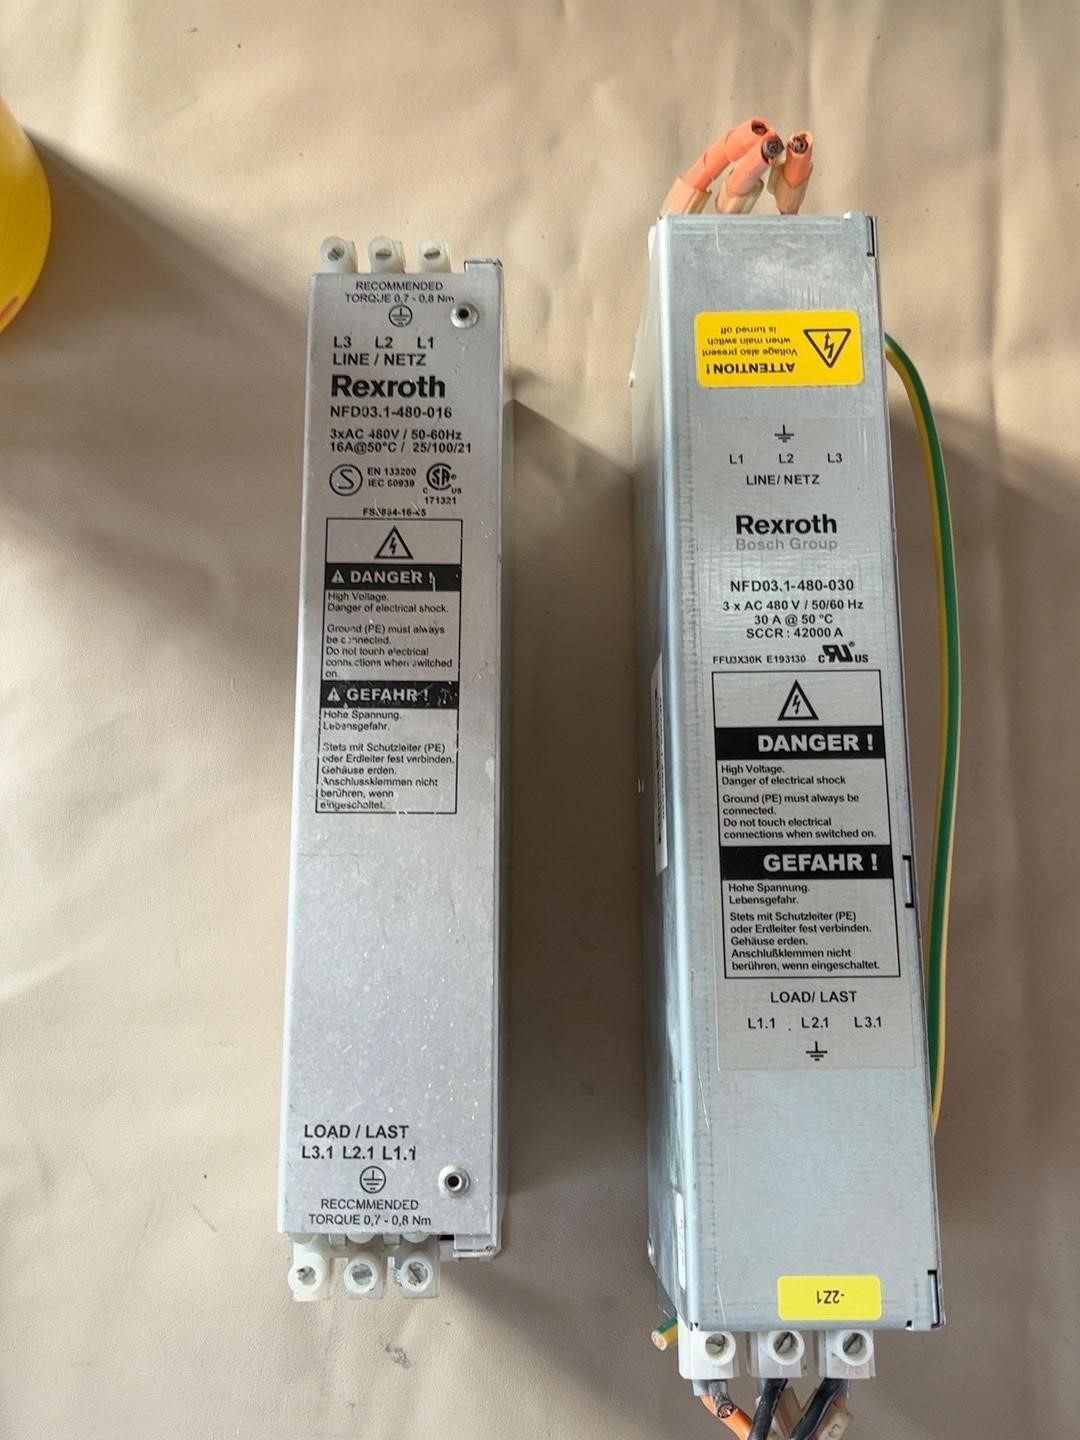 RECOMMENDED
TORQUE 0,7 - 0,8 Nm
L3 L2 L1
LINE / NETZ
Rexroth
NFD03.1-480-016
3xAC 480V / 50-60Hz
16A@50°C / 25/100/21
S
EN 133200
IEC 60939
C SA® US
171321
DANGER !
High Voltage.
Danger of electrical shock.
Ground (PE) must always
be connected.
Do not touch electrical
connections when switched
on.
GEFAHR !
Hohe Spannung.
Lebensgefahr.
Stets mit Schutzleiter (PE)
oder Erdleiter fest verbinden.
Gehäuse erden.
Anschlussklemmen nicht
berühren, wenn
eingeschaltet.
LOAD / LAST
L3.1 L2.1 L1.1
RECOMMENDED
TORQUE 0,7 - 0,8 Nm
ATTENTION !
Voltage also present
when main switch
is turned off
L1 L2 L3
LINE/ NETZ
Rexroth
Bosch Group
NFD03.1-480-030
3 x AC 480 V / 50/60 Hz
30 A @ 50 °C
SCCR : 42000 A
FFU3X30K E193130 c RU® US
DANGER !
High Voltage.
Danger of electrical shock
Ground (PE) must always be
connected.
Do not touch electrical
connections when switched on.
GEFAHR !
Hohe Spannung.
Lebensgefahr.
Stets mit Schutzleiter (PE)
oder Erdleiter fest verbinden.
Gehäuse erden.
Anschlußklemmen nicht
berühren, wenn eingeschaltet.
LOAD/ LAST
L1.1 L2.1 L3.1
-2Z1